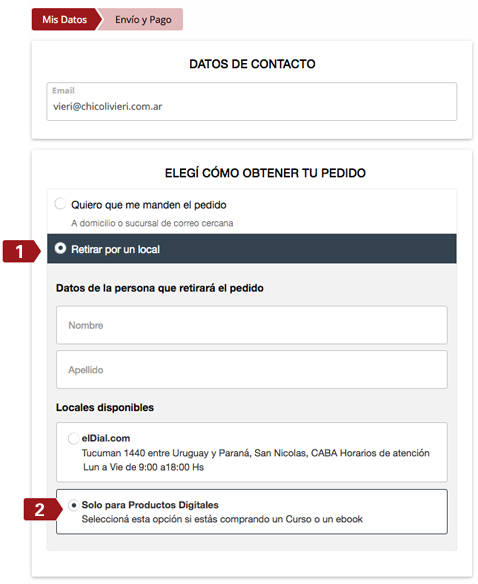 Mis Datos
Envío y Pago
DATOS DE CONTACTO
Email
vieri@chicolivieri.com.ar
ELEGÍ CÓMO OBTENER TU PEDIDO
Quiero que me manden el pedido
A domicilio o sucursal de correo cercana
1
Retirar por un local
Datos de la persona que retirará el pedido
Nombre
Apellido
Locales disponibles
elDial.com
Tucuman 1440 entre Uruguay y Paraná, San Nicolas, CABA Horarios de atención
Lun a Vie de 9:00 a18:00 Hs
2
Solo para Productos Digitales
Seleccioná esta opción si estás comprando un Curso o un ebook